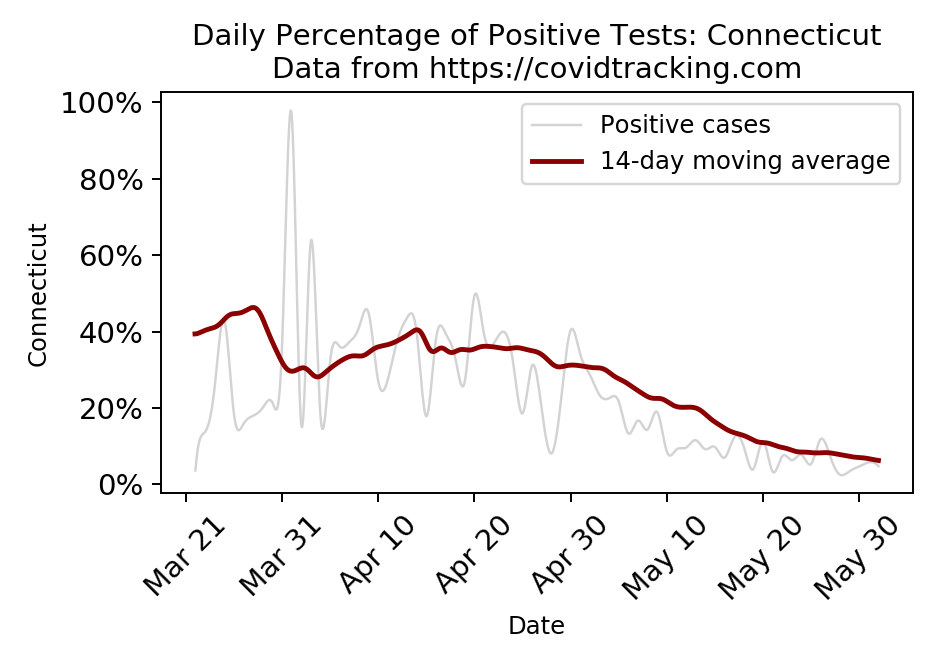 Daily Percentage of Positive Tests: Connecticut
Data from https://covidtracking.com
Positive cases
14-day moving average
100%
80%
60%
40%
20%
0%
Connecticut
Mar 21
Mar 31
Apr 10
Apr 20
Apr 30
May 10
May 20
May 30
Date